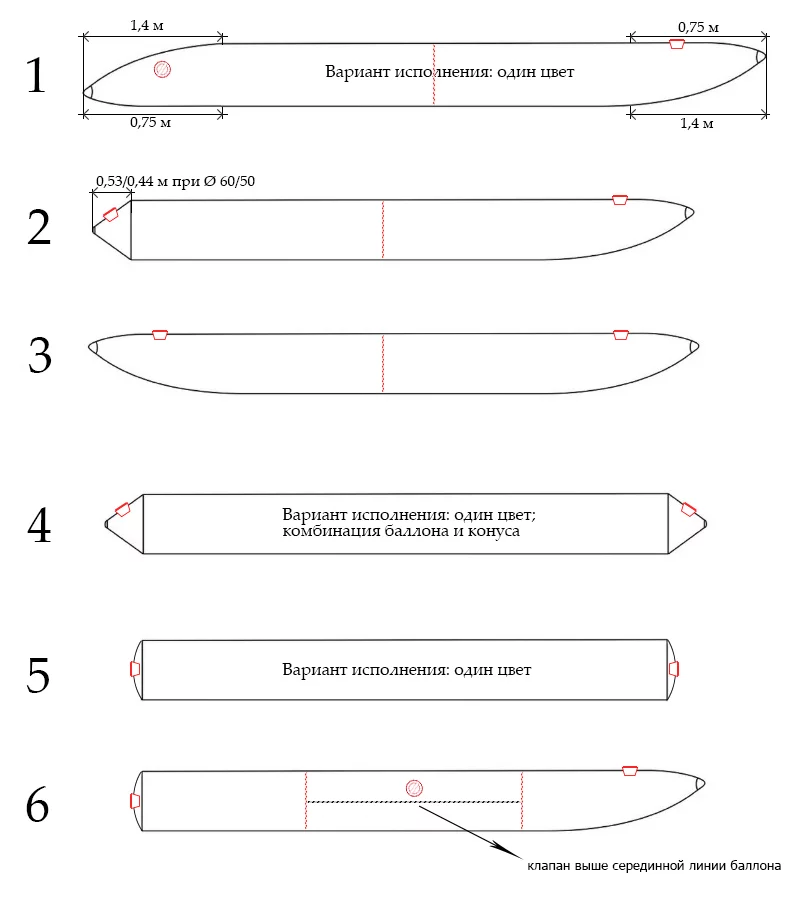 1,4 м
0,75 м
1
Вариант исполнения: один цвет
0,75 м
1,4 м
0,53/0,44 м при Ø 60/50
2
3
4
Вариант исполнения: один цвет;
комбинация баллона и конуса
5
Вариант исполнения: один цвет
6
клапан выше серединной линии баллона